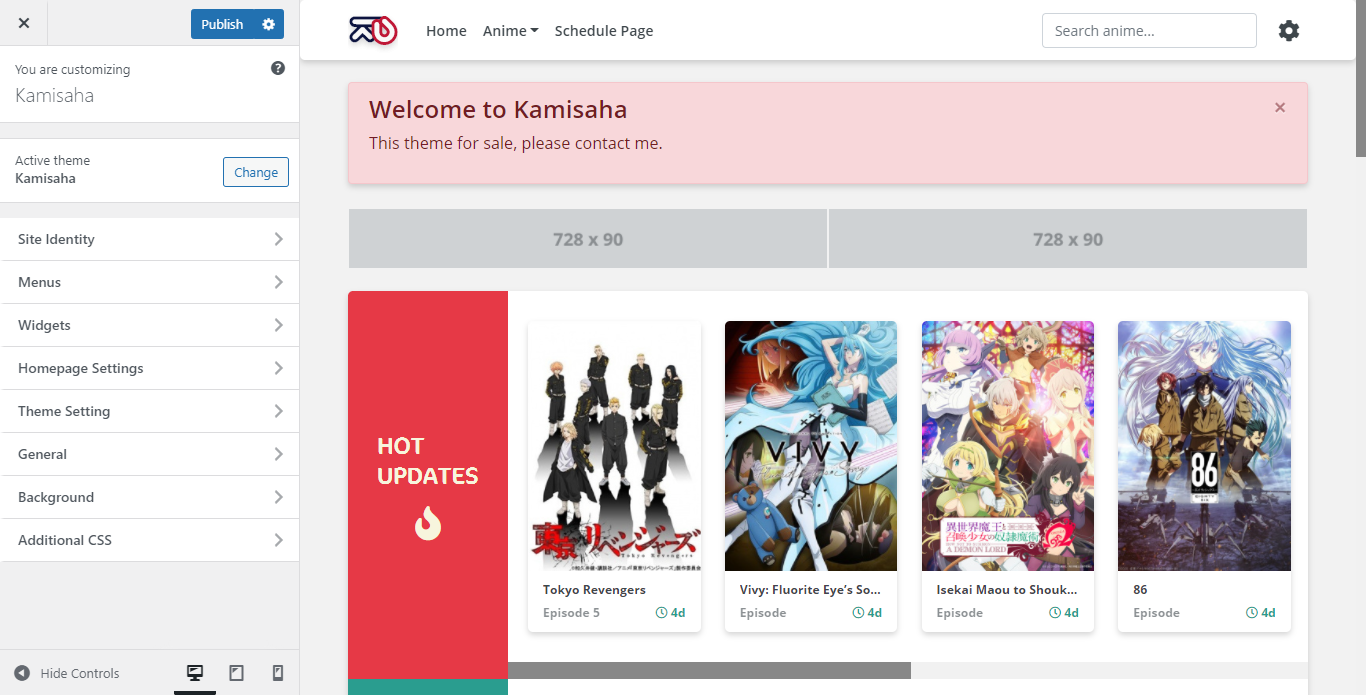 Publish
You are customizing
Kamisaha
Active theme
Kamisaha
Change
Site Identity
Menus
Widgets
Homepage Settings
Theme Setting
General
Background
Additional CSS
Hide Controls
Home Anime Schedule Page
Search anime...
Welcome to Kamisaha
×
This theme for sale, please contact me.
728 x 90 728 x 90
HOT
UPDATES
東京リベンジャーズ
Tokyo Revengers
VIVY
86
EIGHTY SIX
異世界魔王と
召喚少女の奴隷魔術
A DEMON LORD
Tokyo Revengers
Episode 5 4d
Vivy: Fluorite Eye’s So...
Episode 4d
Isekai Maou to Shouk...
Episode 4d
86
Episode 4d